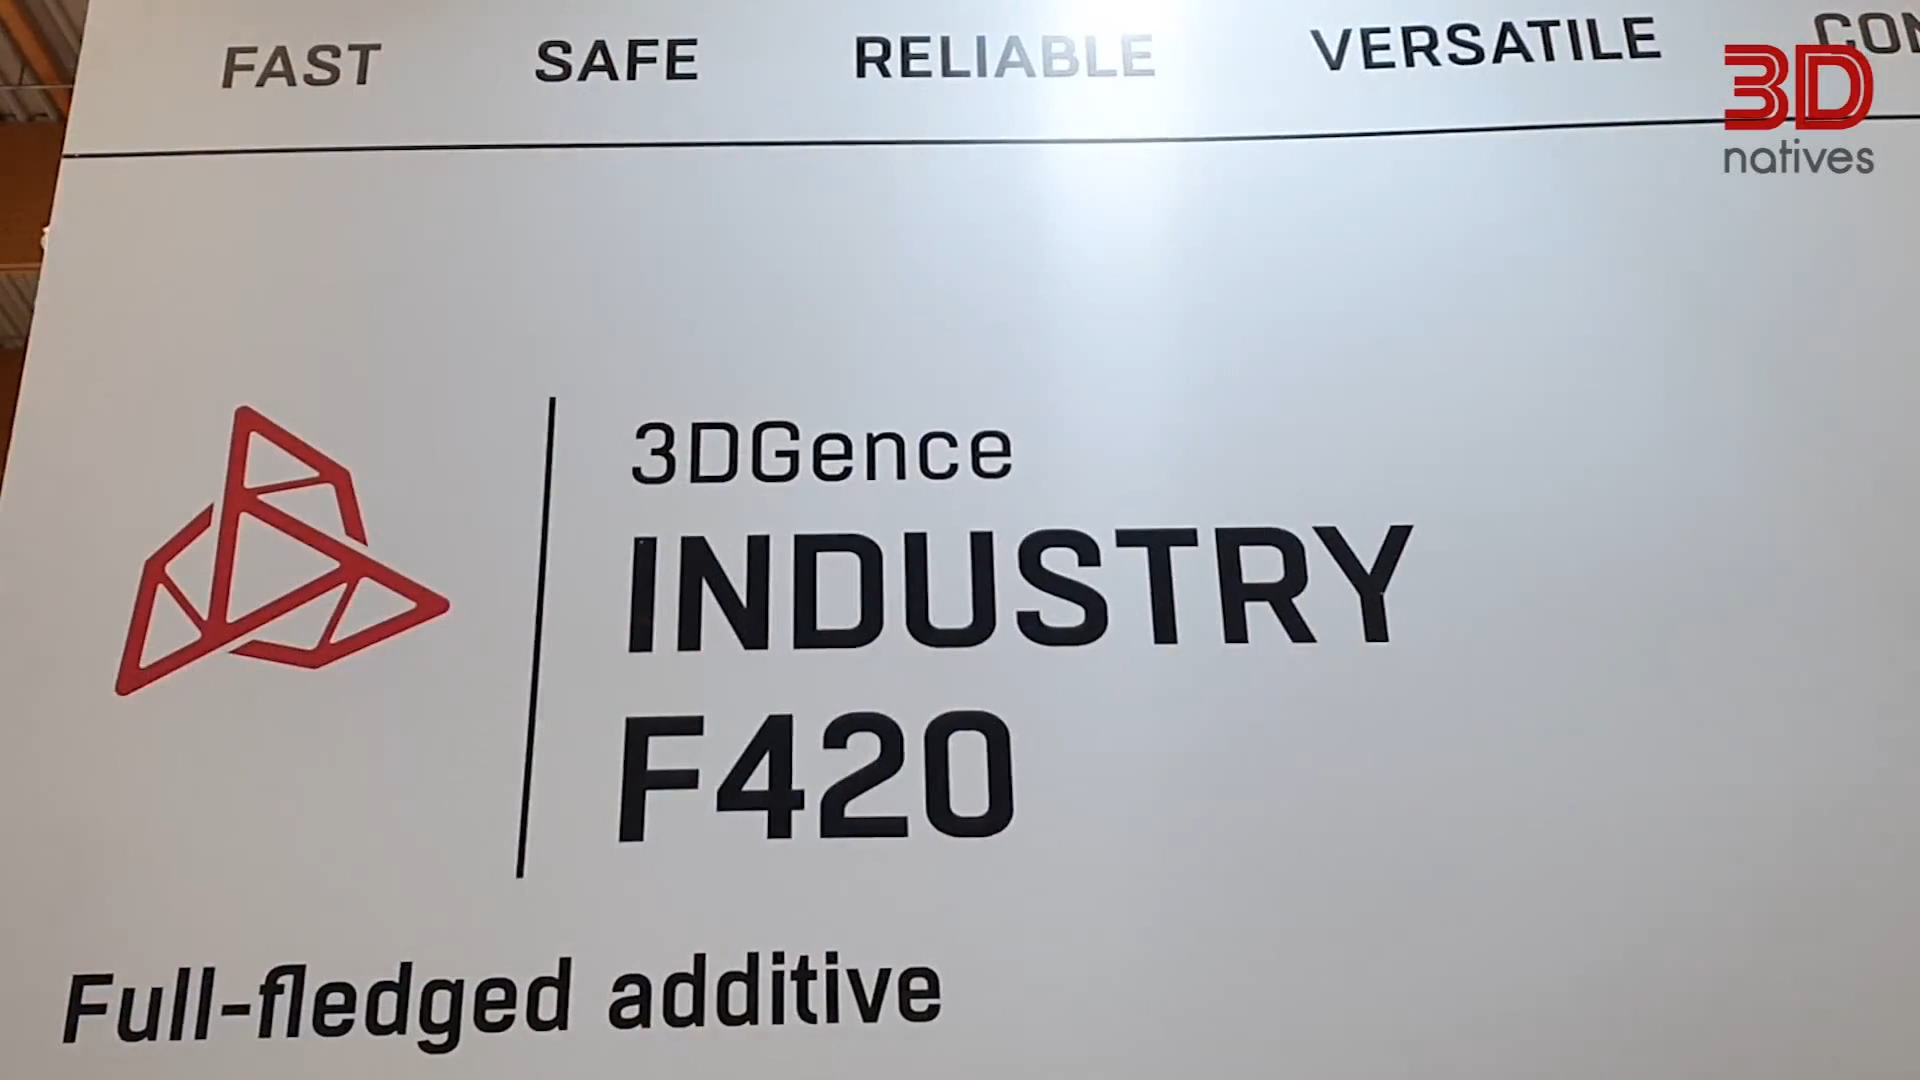 FAST SAFE RELIABLE VERSATILE
3D
natives
3DGence
INDUSTRY
F420
Full-fledged additive